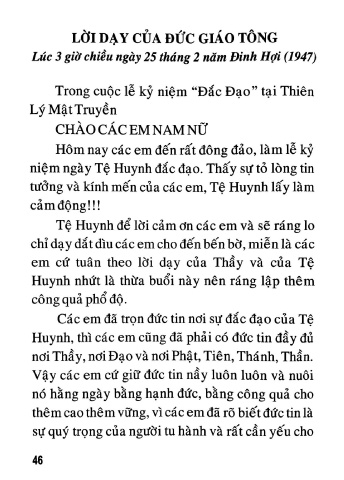 LỜI DẠY CỦA ĐỨC GIÁO TÔNG
Lúc 3 giờ chiều ngày 25 tháng 2 năm Đinh Hợi (1947)
Trong cuộc lễ kỷ niệm “Đắc Đạo” tại Thiên
Lý Mật Truyền
CHÀO CÁC EM NAM NỮ
Hôm nay các em đến rất đông đảo, làm lễ kỷ
niệm ngày Tệ Huynh đắc đạo. Thấy sự tỏ lòng tin
tưởng và kính mến của các em, Tệ Huynh lấy làm
cảm động!!!
Tệ Huynh để lời cảm ơn các em và sẽ ráng lo
chỉ dạy dắt dìu các em cho đến bến bờ, miễn là các
em cứ tuân theo lời dạy của Thầy và của Tệ
Huynh nhứt là thừa buổi này nên ráng lập thêm
công quả phổ độ.
Các em đã trọn đức tin nơi sự đắc đạo của Tệ
Huynh, thì các em cũng đã phải có đức tin đầy đủ
nơi Thầy, nơi Đạo và nơi Phật, Tiên, Thánh, Thần.
Vậy các em cứ giữ đức tin nầy luôn luôn và nuôi
nó hằng ngày bằng hạnh đức, bằng công quả cho
thêm cao thêm vững, vì các em đã rõ biết đức tin là
sự quý trọng của người tu hành và rất cần yếu cho
46